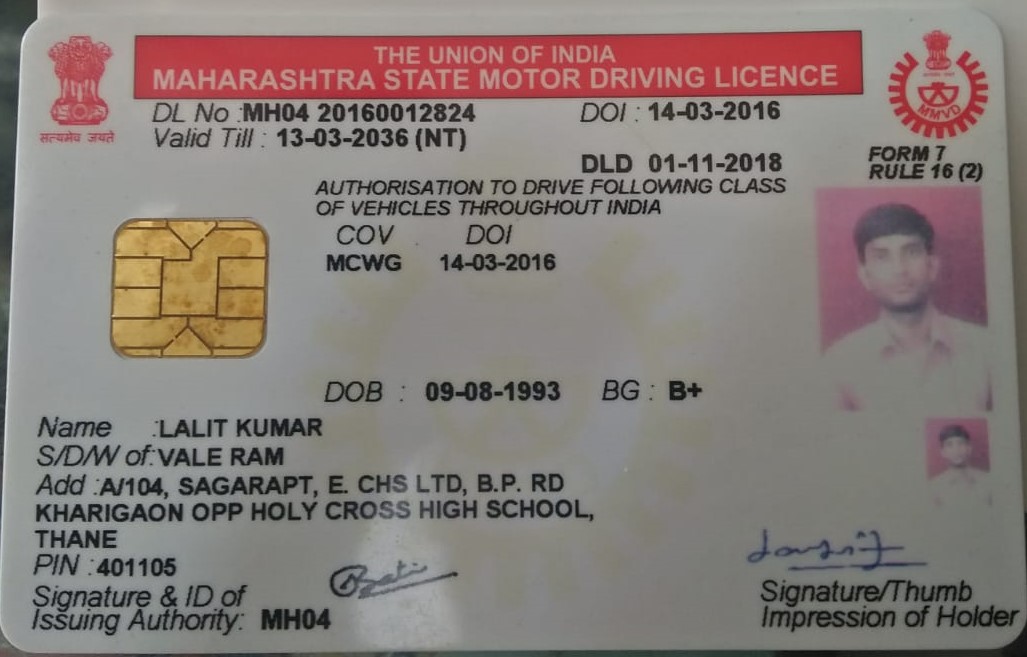 THE UNION OF INDIA
MAHARASHTRA STATE MOTOR DRIVING LICENCE
सत्यमेव जयते
MMVD
DL No :MH04 20160012824 DOI : 14-03-2016
Valid Till : 13-03-2036 (NT)
DLD 01-11-2018
FORM 7
RULE 16 (2)
AUTHORISATION TO DRIVE FOLLOWING CLASS
OF VEHICLES THROUGHOUT INDIA
COV DOI
MCWG 14-03-2016
DOB : 09-08-1993 BG : B+
Name :LALIT KUMAR
S/D/W of:VALE RAM
Add :A/104, SAGARAPT, E. CHS LTD, B.P. RD
KHARIGAON OPP HOLY CROSS HIGH SCHOOL,
THANE
PIN :401105
Signature & ID of
Issuing Authority: MH04
Signature/Thumb
Impression of Holder